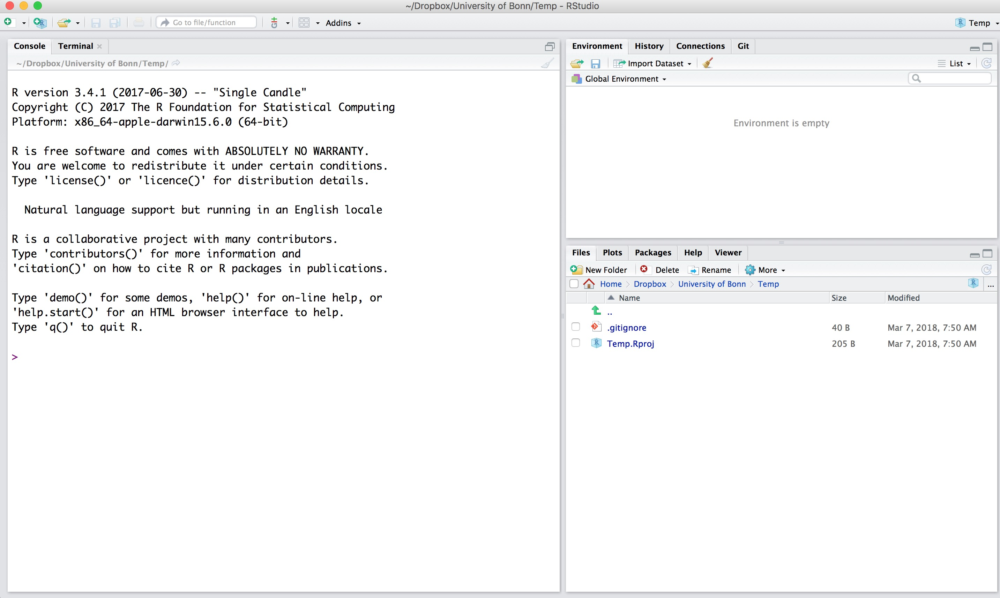 ~/Dropbox/University of Bonn/Temp - RStudio
Go to file/function
Addins
Temp
Console Terminal
~/Dropbox/University of Bonn/Temp/
R version 3.4.1 (2017-06-30) -- "Single Candle"
Copyright (C) 2017 The R Foundation for Statistical Computing
Platform: x86_64-apple-darwin15.6.0 (64-bit)
R is free software and comes with ABSOLUTELY NO WARRANTY.
You are welcome to redistribute it under certain conditions.
Type 'license()' or 'licence()' for distribution details.
Natural language support but running in an English locale
R is a collaborative project with many contributors.
Type 'contributors()' for more information and
'citation()' on how to cite R or R packages in publications.
Type 'demo()' for some demos, 'help()' for on-line help, or
'help.start()' for an HTML browser interface to help.
Type 'q()' to quit R.
>
Environment History Connections Git
Import Dataset List
Global Environment
Environment is empty
Files Plots Packages Help Viewer
New Folder Delete Rename More
Home Dropbox University of Bonn Temp ...
Name Size Modified
..
.gitignore 40 B Mar 7, 2018, 7:50 AM
Temp.Rproj 205 B Mar 7, 2018, 7:50 AM